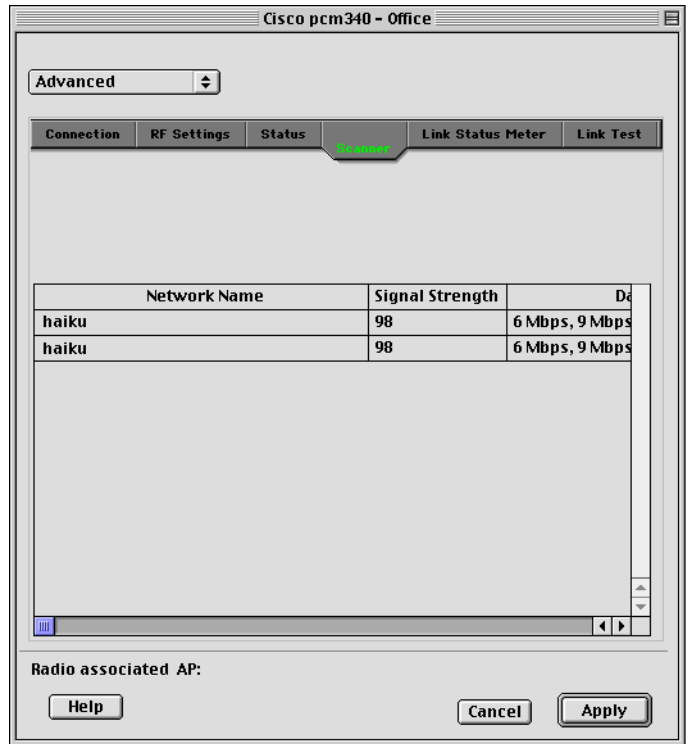 Cisco pcm340 - Office
Advanced
Connection RF Settings Status Scanner Link Status Meter Link Test
Network Name Signal Strength Da
haiku 98 6 Mbps, 9 Mbps
haiku 98 6 Mbps, 9 Mbps
Radio associated AP:
Help Cancel Apply